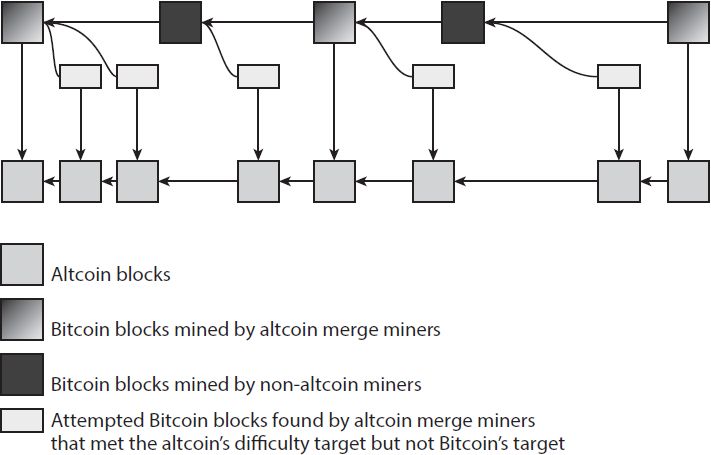 Altcoin blocks
Bitcoin blocks mined by altcoin merge miners
Bitcoin blocks mined by non-altcoin miners
Attempted Bitcoin blocks found by altcoin merge miners
that met the altcoin’s difficulty target but not Bitcoin’s target